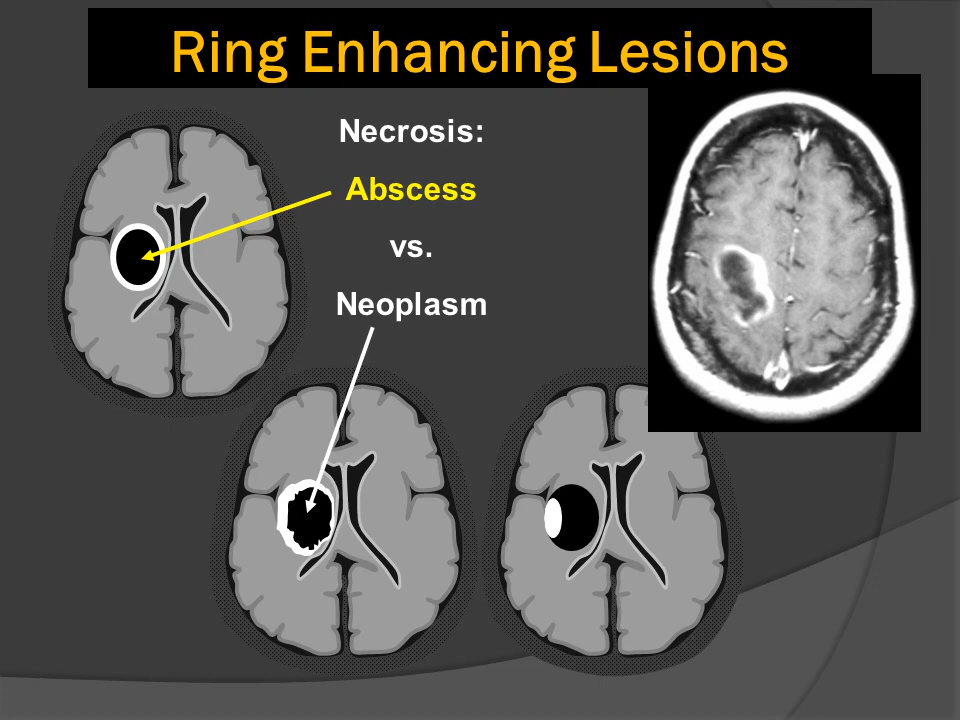 Ring Enhancing Lesions
Necrosis:
Abscess
vs.
Neoplasm